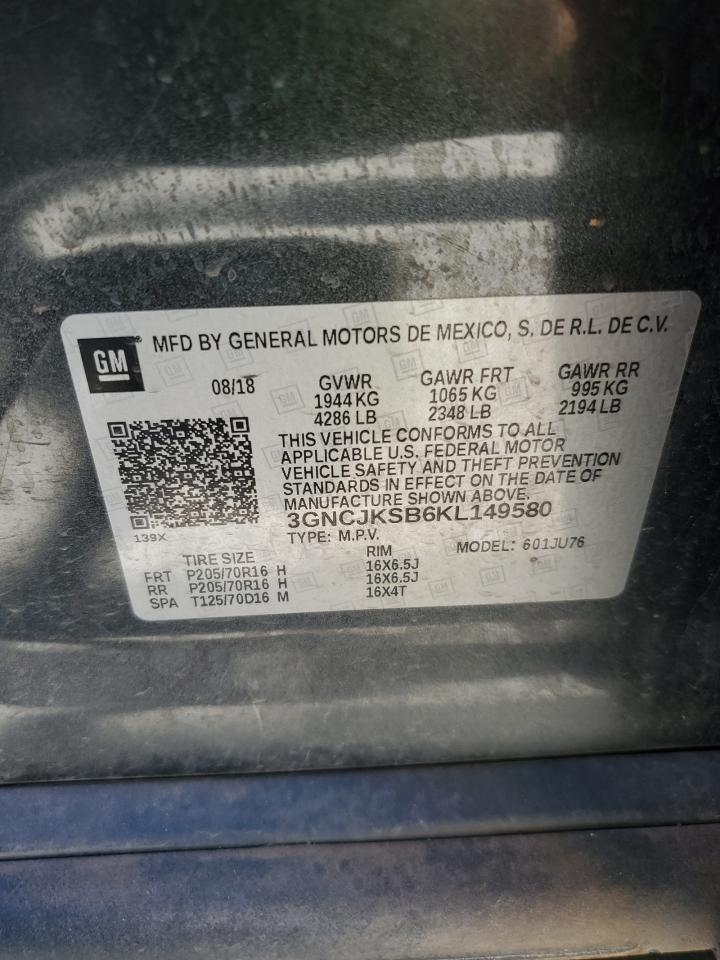 GM
MFD BY GENERAL MOTORS DE MEXICO, S. DE R.L. DE C.V.
08/18 GVWR GAWR FRT GAWR RR
1944 KG 1065 KG 995 KG
4286 LB 2348 LB 2194 LB
THIS VEHICLE CONFORMS TO ALL
APPLICABLE U.S. FEDERAL MOTOR
VEHICLE SAFETY AND THEFT PREVENTION
STANDARDS IN EFFECT ON THE DATE OF
MANUFACTURE SHOWN ABOVE.
3GNCJKSB6KL149580
139X
TYPE: M.P.V. MODEL: 601JU76
TIRE SIZE RIM
FRT P205/70R16 H 16X6.5J
RR P205/70R16 H 16X6.5J
SPA T125/70D16 M 16X4T